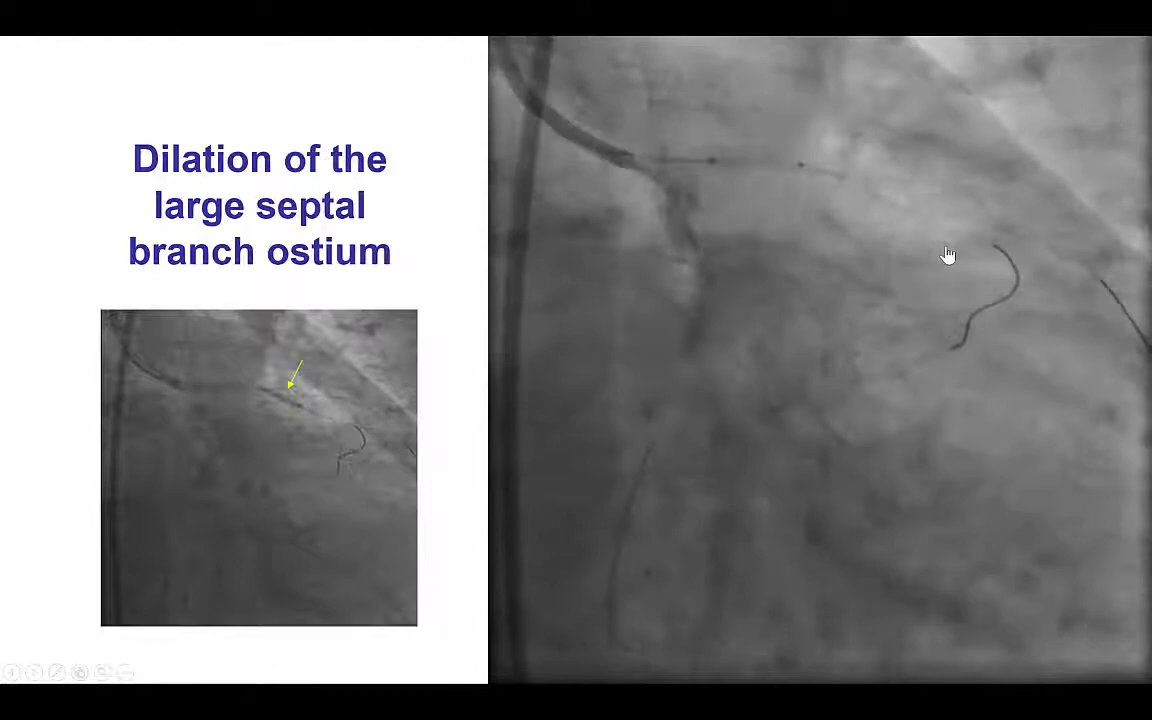 Dilation of the
large septal
branch ostium